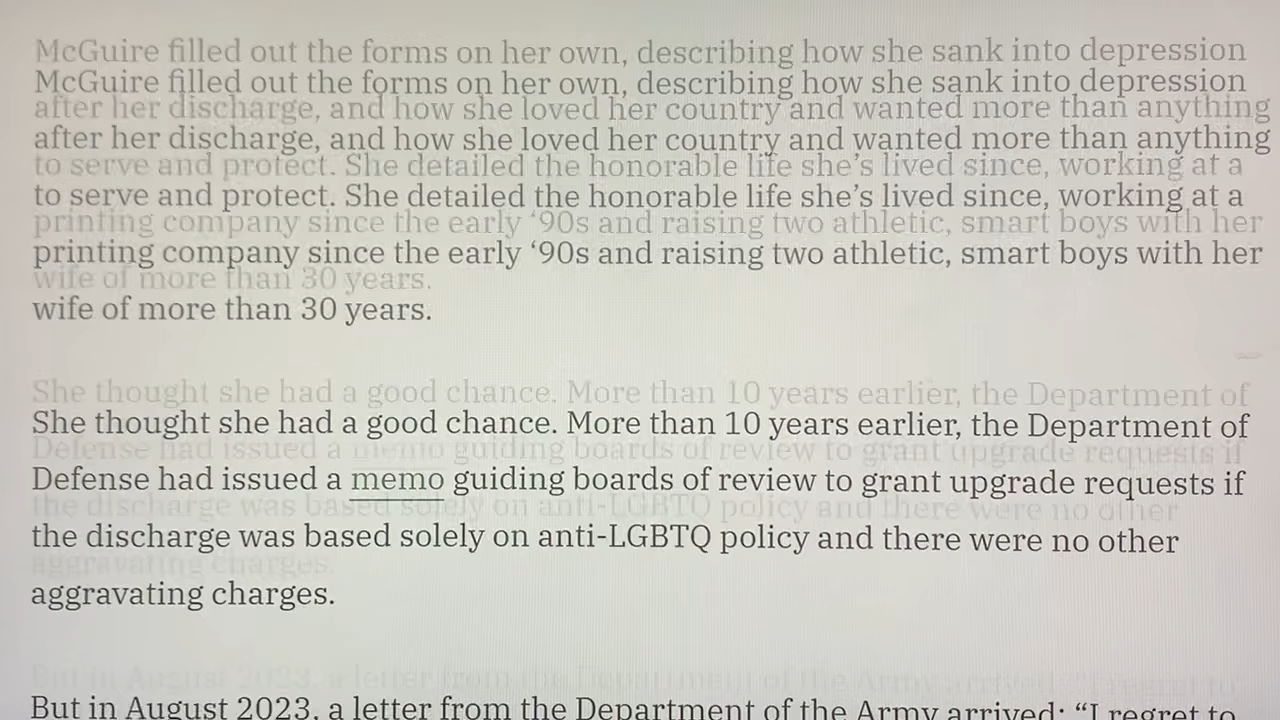 McGuire filled out the forms on her own, describing how she sank into depression
after her discharge, and how she loved her country and wanted more than anything
to serve and protect. She detailed the honorable life she’s lived since, working at a
printing company since the early ‘90s and raising two athletic, smart boys with her
wife of more than 30 years.
She thought she had a good chance. More than 10 years earlier, the Department of
Defense had issued a memo guiding boards of review to grant upgrade requests if
the discharge was based solely on anti-LGBTQ policy and there were no other
aggravating charges.
But in August 2023, a letter from the Department of the Army arrived: “I regret to